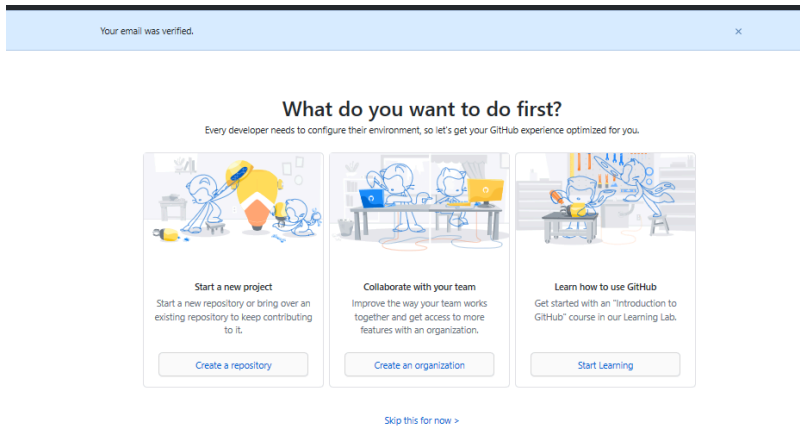 Your email was verified.
×
What do you want to do first?
Every developer needs to configure their environment, so let's get your GitHub experience optimized for you.
Start a new project
Start a new repository or bring over an
existing repository to keep contributing
to it.
Create a repository
Collaborate with your team
Improve the way your team works
together and get access to more
features with an organization.
Create an organization
Learn how to use GitHub
Get started with an "Introduction to
GitHub" course in our Learning Lab.
Start Learning
Skip this for now >